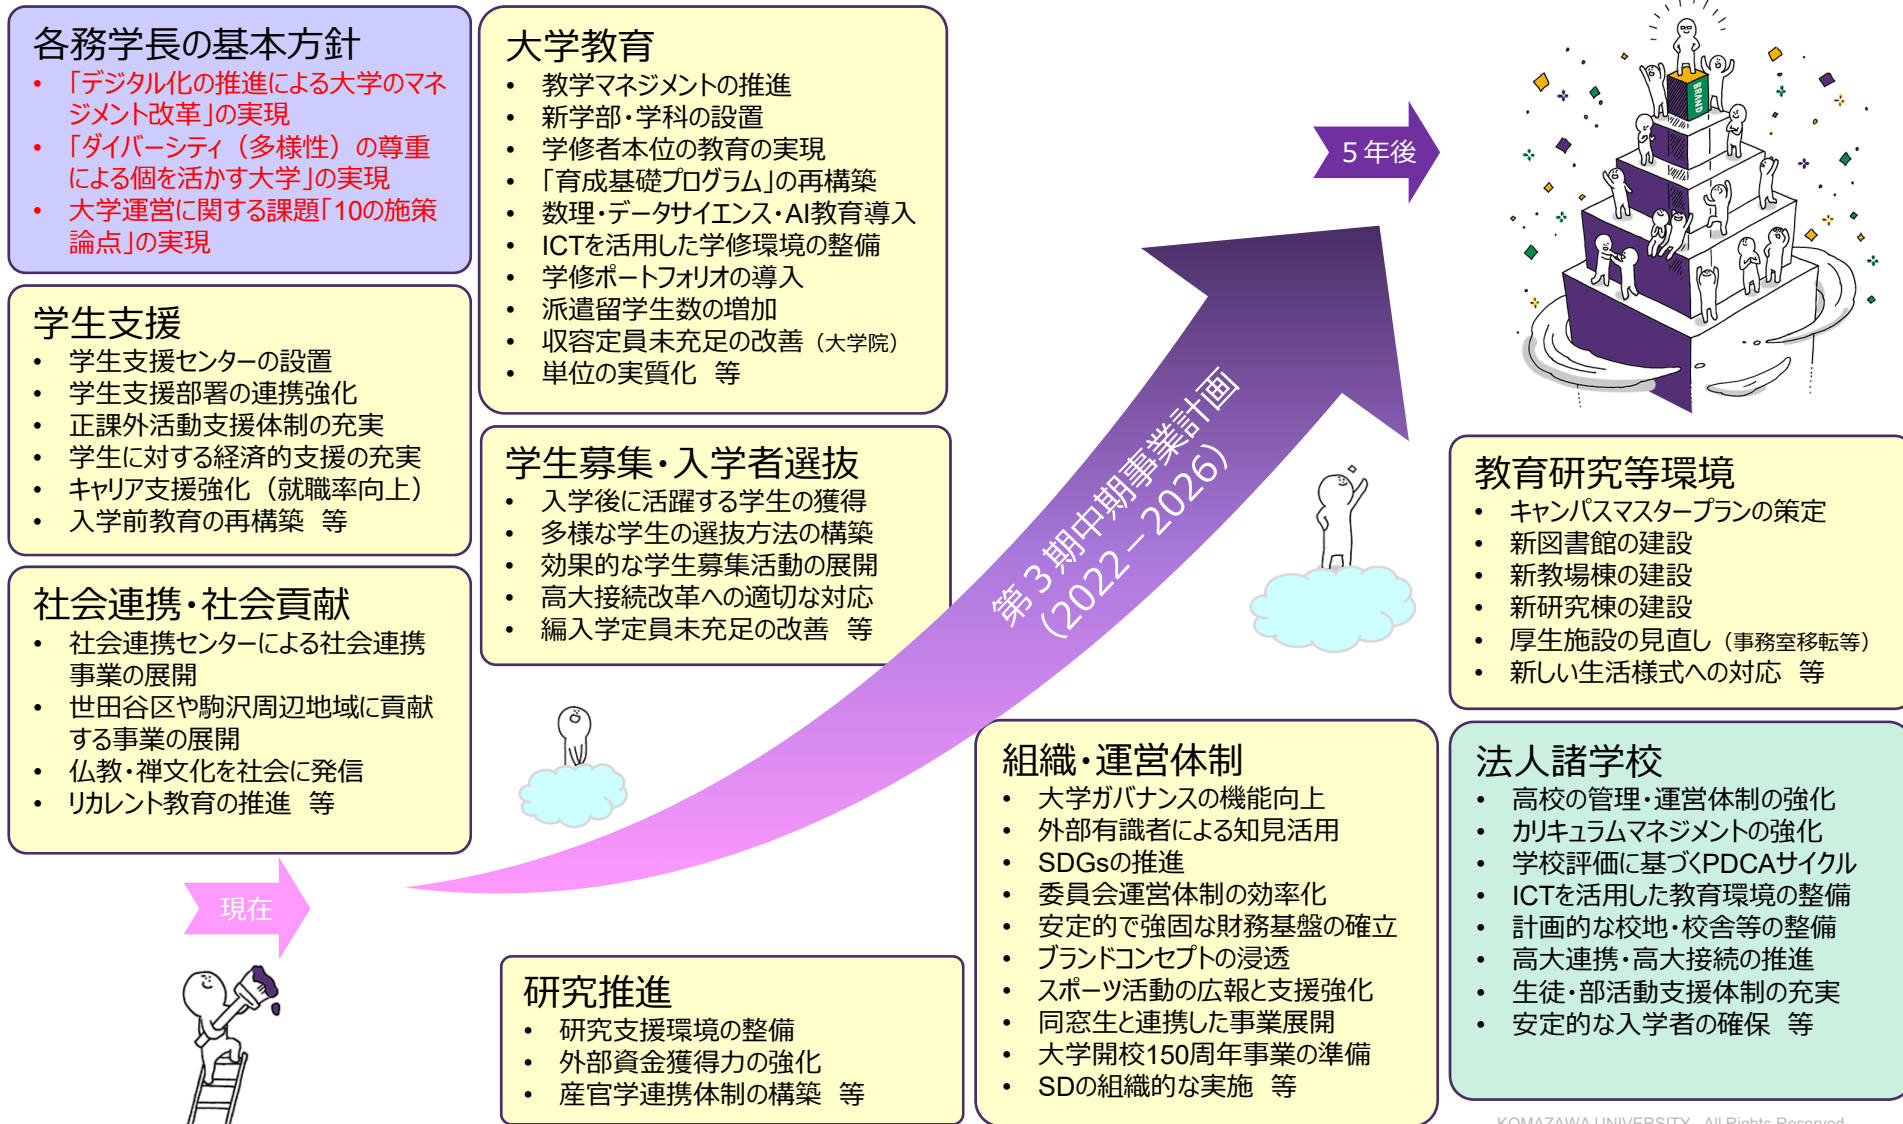 各務学長の基本方針
• 「デジタル化の推進による大学のマネ
ジメント改革」の実現
• 「ダイバーシティ（多様性）の尊重
による個を活かす大学」の実現
• 大学運営に関する課題「10の施策
論点」の実現
学生支援
• 学生支援センターの設置
• 学生支援部署の連携強化
• 正課外活動支援体制の充実
• 学生に対する経済的支援の充実
• キャリア支援強化（就職率向上）
• 入学前教育の再構築　等
社会連携・社会貢献
• 社会連携センターによる社会連携
事業の展開
• 世田谷区や駒沢周辺地域に貢献
する事業の展開
• 仏教・禅文化を社会に発信
• リカレント教育の推進　等
現在
大学教育
• 教学マネジメントの推進
• 新学部・学科の設置
• 学修者本位の教育の実現
• 「育成基礎プログラム」の再構築
• 数理・データサイエンス・AI教育導入
• ICTを活用した学修環境の整備
• 学修ポートフォリオの導入
• 派遣留学生数の増加
• 収容定員未充足の改善（大学院）
• 単位の実質化　等
学生募集・入学者選抜
• 入学後に活躍する学生の獲得
• 多様な学生の選抜方法の構築
• 効果的な学生募集活動の展開
• 高大接続改革への適切な対応
• 編入学定員未充足の改善　等
研究推進
• 研究支援環境の整備
• 外部資金獲得力の強化
• 産官学連携体制の構築　等
第３期中期事業計画
（2022－2026）
５年後
BRAND
組織・運営体制
• 大学ガバナンスの機能向上
• 外部有識者による知見活用
• SDGsの推進
• 委員会運営体制の効率化
• 安定的で強固な財務基盤の確立
• ブランドコンセプトの浸透
• スポーツ活動の広報と支援強化
• 同窓生と連携した事業展開
• 大学開校150周年事業の準備
• SDの組織的な実施　等
教育研究等環境
• キャンパスマスタープランの策定
• 新図書館の建設
• 新教場棟の建設
• 新研究棟の建設
• 厚生施設の見直し（事務室移転等）
• 新しい生活様式への対応　等
法人諸学校
• 高校の管理・運営体制の強化
• カリキュラムマネジメントの強化
• 学校評価に基づくPDCAサイクル
• ICTを活用した教育環境の整備
• 計画的な校地・校舎等の整備
• 高大連携・高大接続の推進
• 生徒・部活動支援体制の充実
• 安定的な入学者の確保　等
KOMAZAWA UNIVERSITY　All Rights Reserved